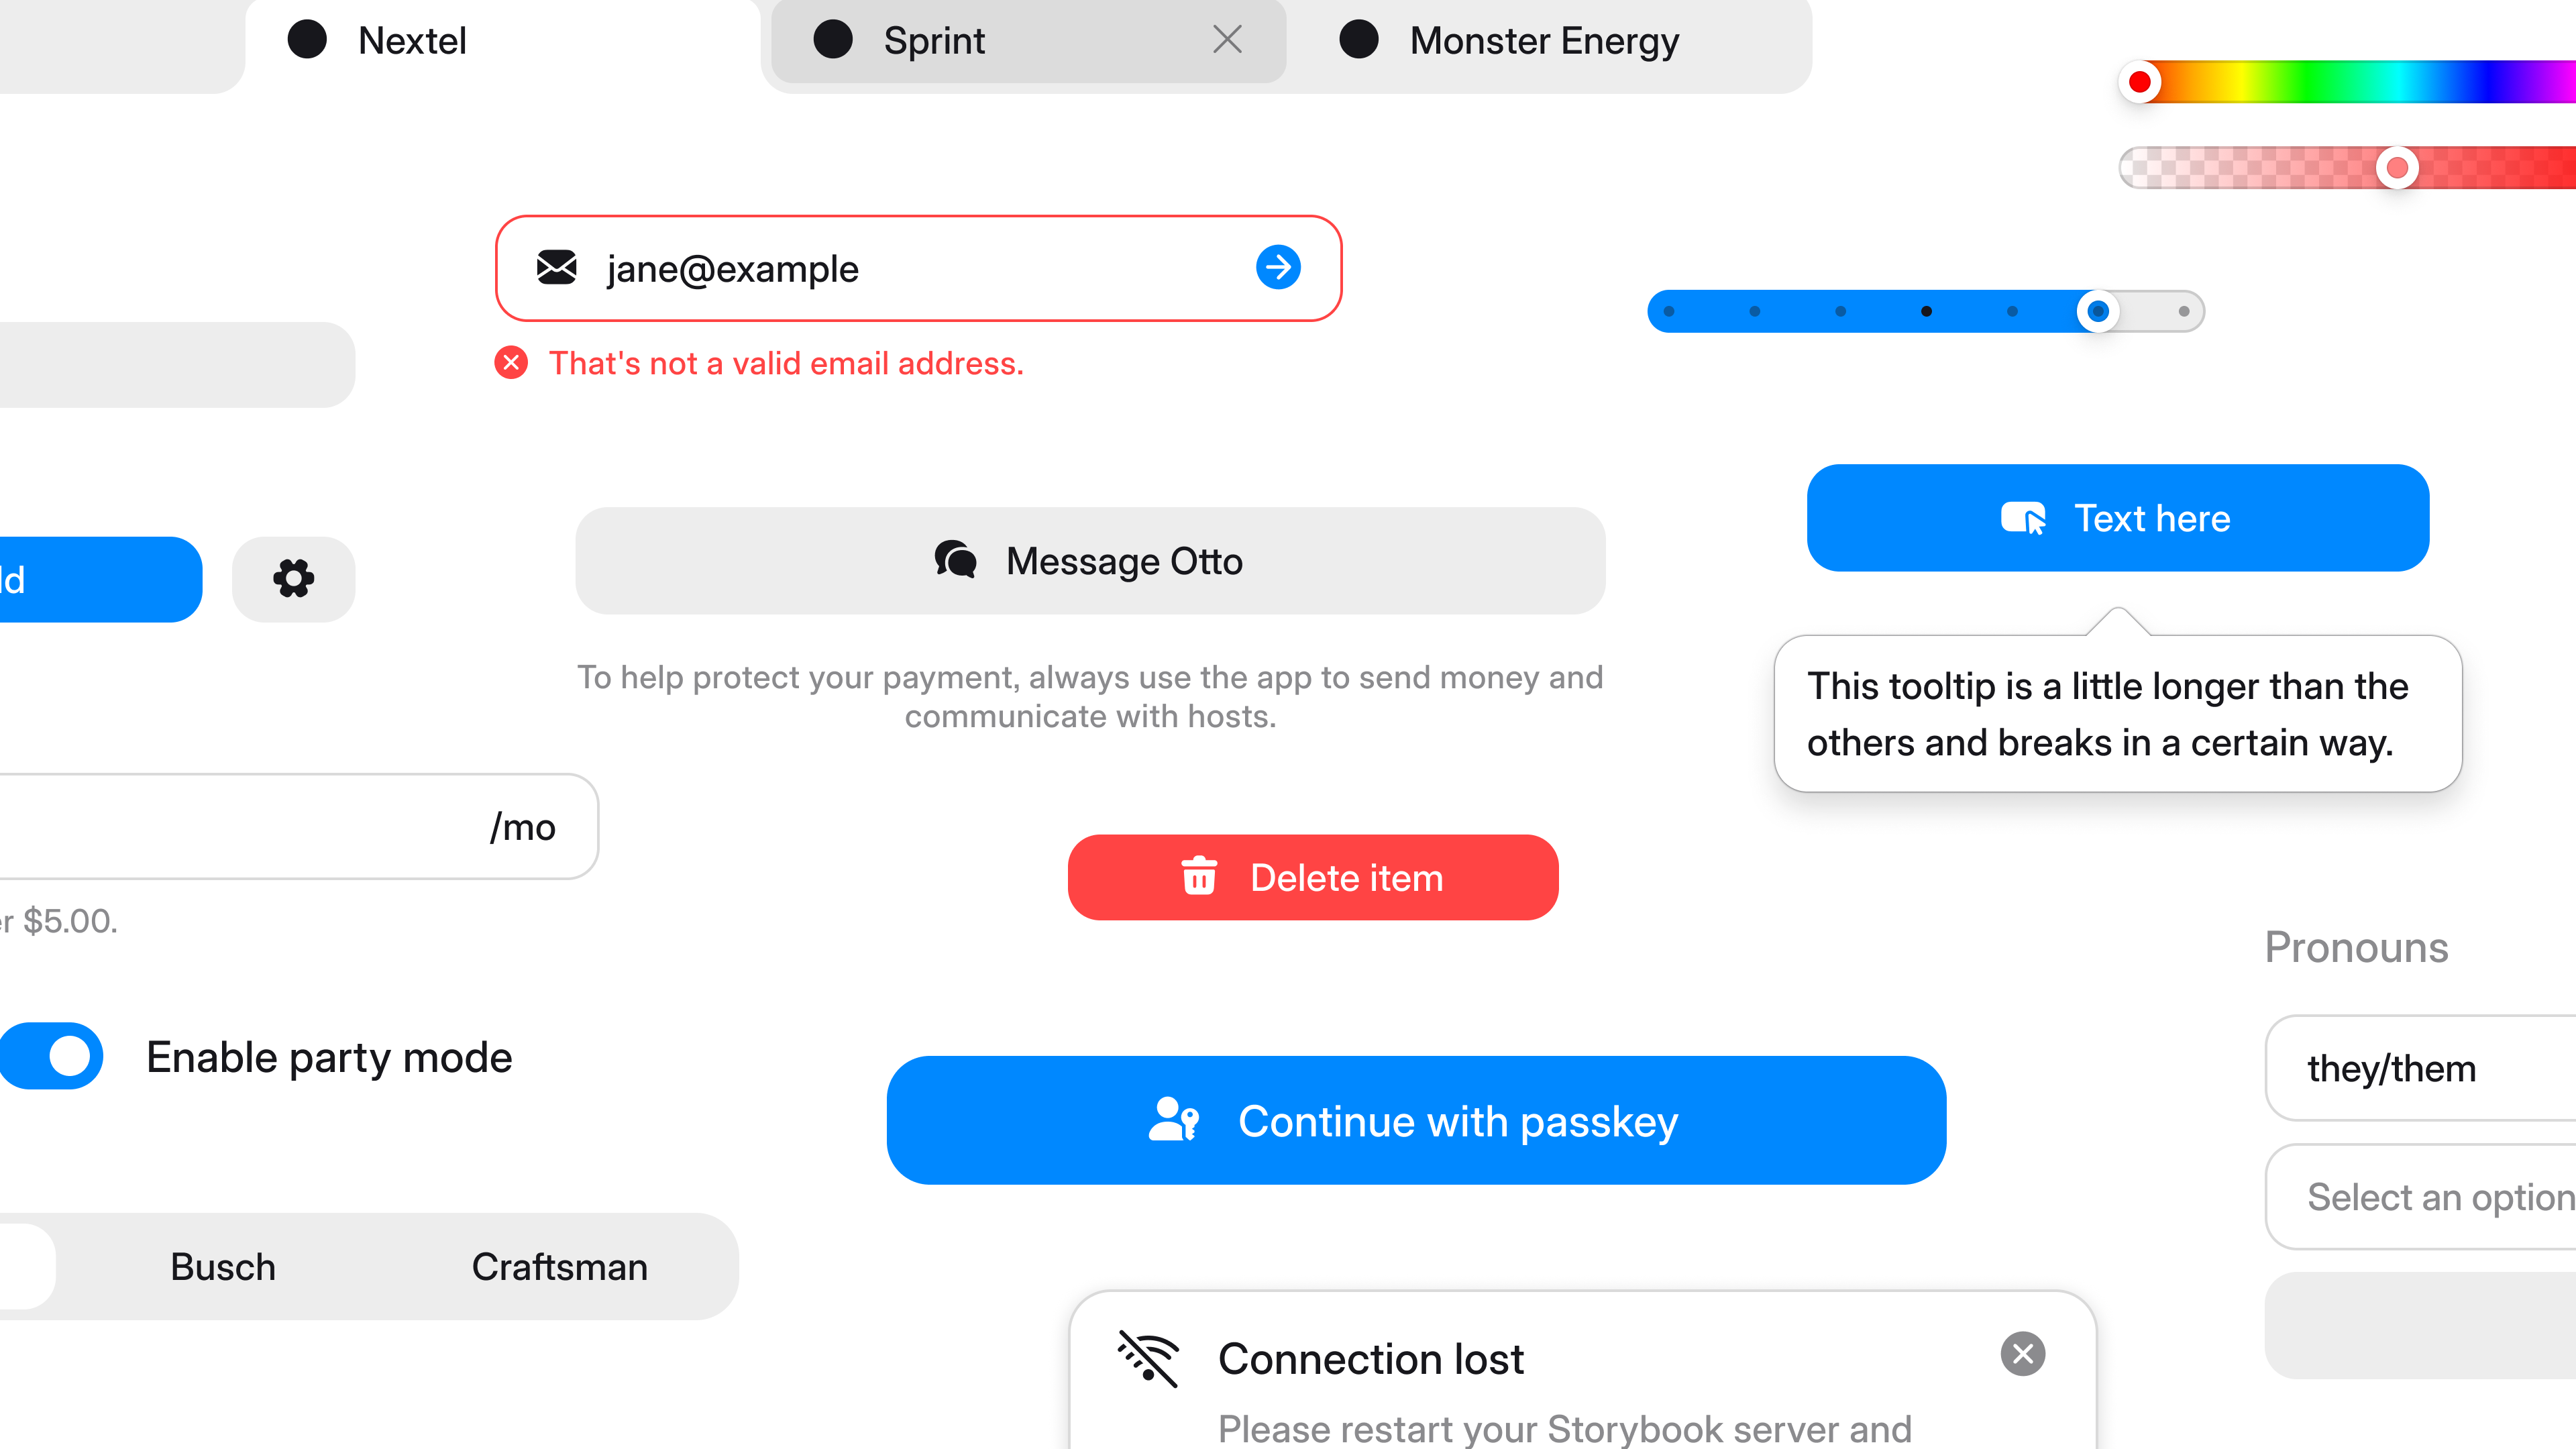 Nextel
Sprint
Monster Energy
jane@example
That's not a valid email address.
Message Otto
Text here
To help protect your payment, always use the app to send money and
communicate with hosts.
This tooltip is a little longer than the
others and breaks in a certain way.
/mo
Delete item
$5.00.
Pronouns
Enable party mode
they/them
Continue with passkey
Select an option
Busch
Craftsman
Connection lost
Please restart your Storybook server and